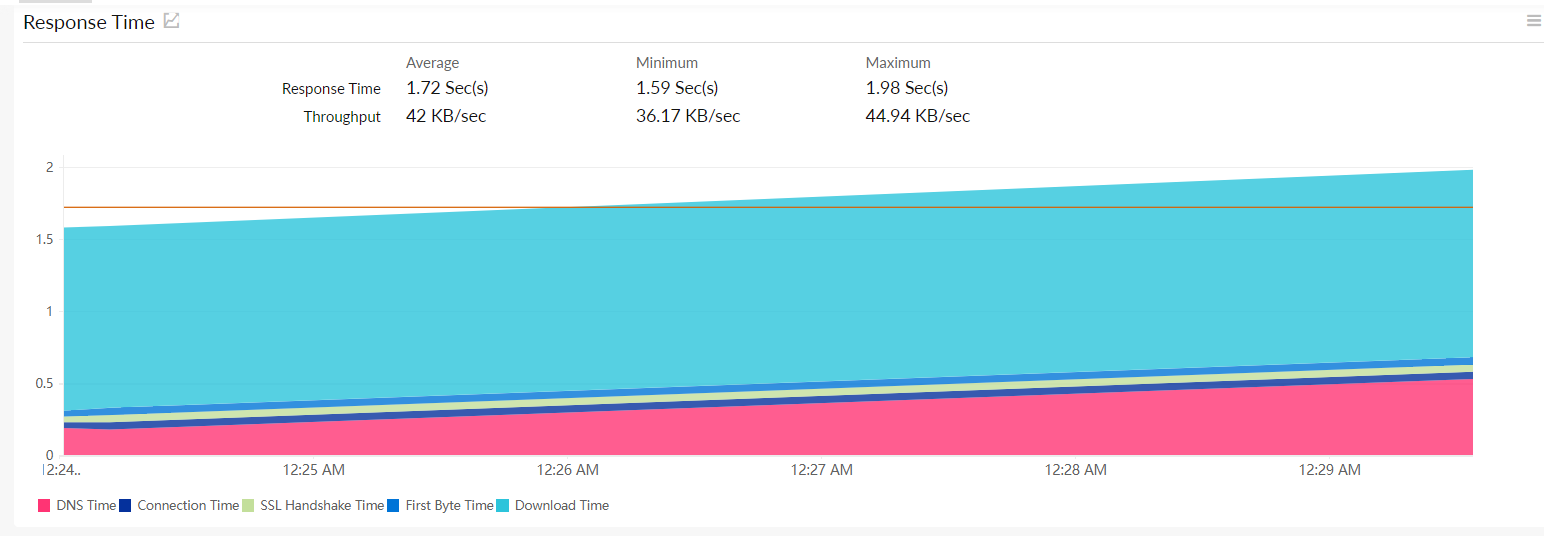 Response Time
Average Minimum Maximum
Response Time 1.72 Sec(s) 1.59 Sec(s) 1.98 Sec(s)
Throughput 42 KB/sec 36.17 KB/sec 44.94 KB/sec
2
1.5
1
0.5
0
12:24.. 12:25 AM 12:26 AM 12:27 AM 12:28 AM 12:29 AM
DNS Time Connection Time SSL Handshake Time First Byte Time Download Time